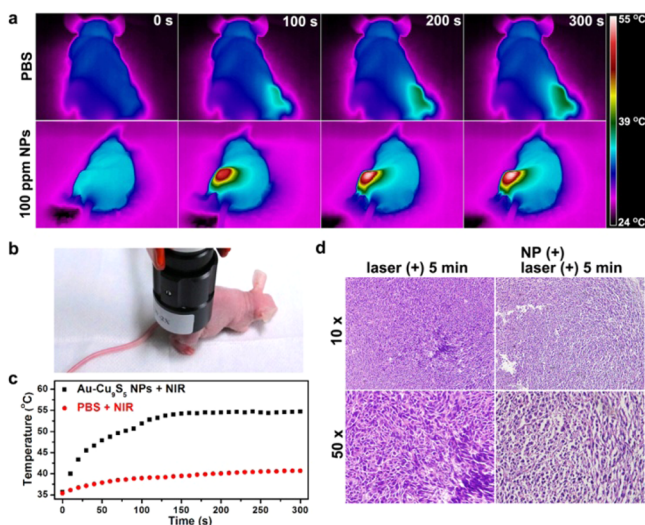 a
0 s
100 s
200 s
300 s
55 °C
39 °C
24 °C
PBS
100 ppm NPs
b
c
Au-Cu₉S₅ NPs + NIR
PBS + NIR
Temperature (°C)
60
55
50
45
40
35
0
50
100
150
200
250
300
Time (s)
d
laser (+) 5 min
NP (+)
laser (+) 5 min
10 x
50 x